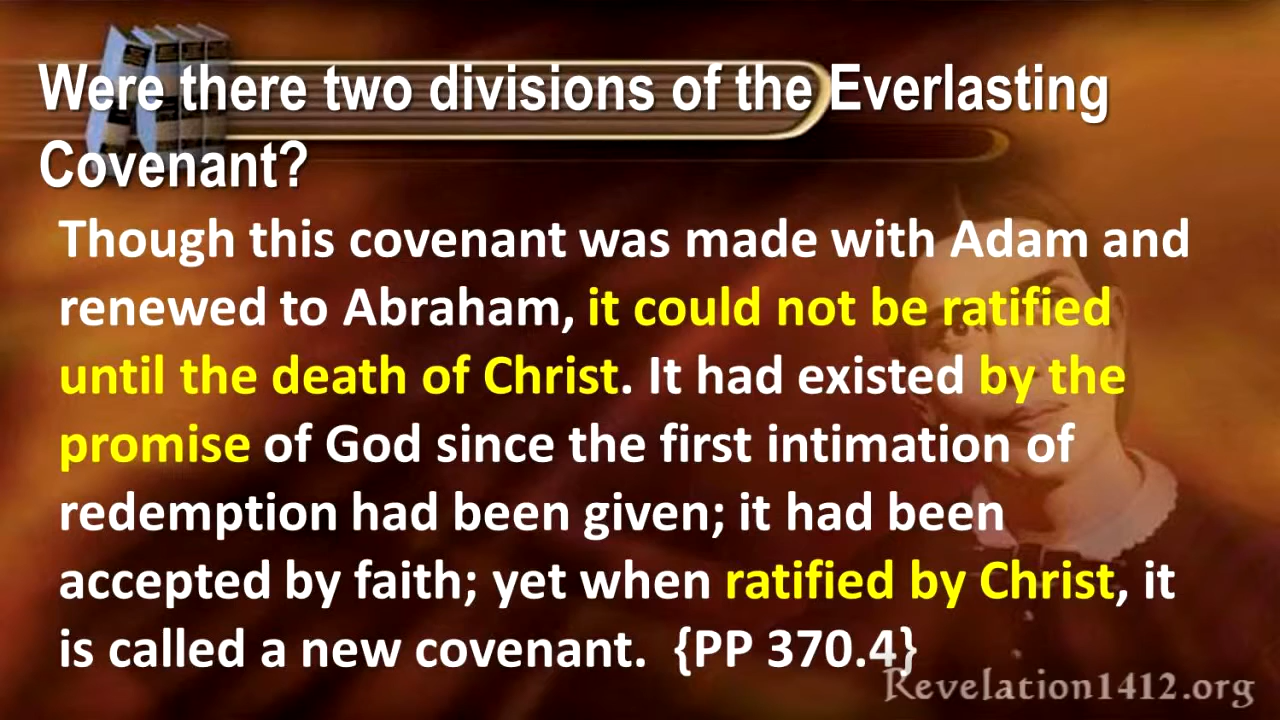 Were there two divisions of the Everlasting
Covenant?
Though this covenant was made with Adam and
renewed to Abraham, it could not be ratified
until the death of Christ. It had existed by the
promise of God since the first intimation of
redemption had been given; it had been
accepted by faith; yet when ratified by Christ, it
is called a new covenant. {PP 370.4}
Revelation1412.org